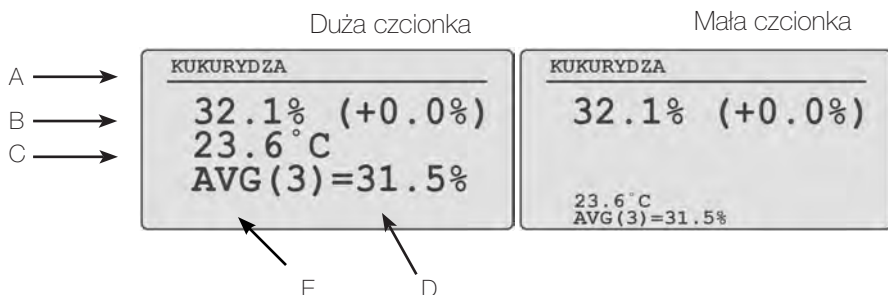 Duża czcionka
Mała czcionka
A
B
C
KUKURYDZA
32.1% (+0.0%)
23.6°C
AVG(3)=31.5%
KUKURYDZA
32.1% (+0.0%)
23.6°C
AVG(3)=31.5%
E
D